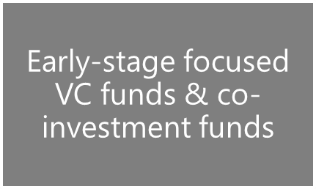 Early-stage focused
VC funds & co-
investment funds